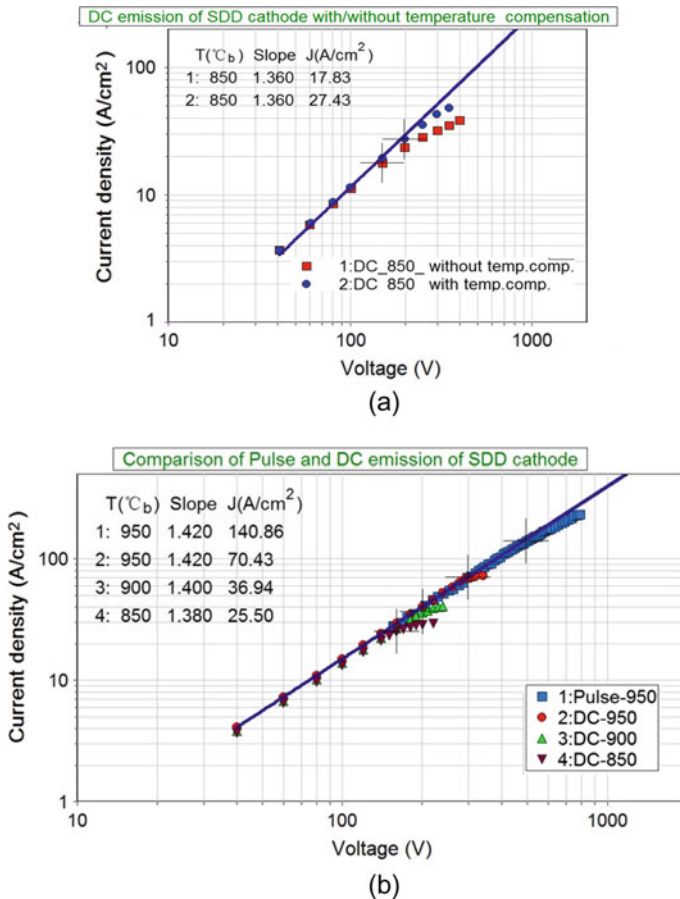 DC emission of SDD cathode with/without temperature compensation
Current density (A/cm²)
100
10
1
T(℃b) Slope J(A/cm²)
1: 850 1.360 17.83
2: 850 1.360 27.43
1:DC_850_ without temp.comp.
2:DC 850 with temp.comp.
10 100 1000
Voltage (V)
(a)
Comparison of Pulse and DC emission of SDD cathode
Current density (A/cm²)
100
10
1
T(℃b) Slope J(A/cm²)
1: 950 1.420 140.86
2: 950 1.420 70.43
3: 900 1.400 36.94
4: 850 1.380 25.50
1:Pulse-950
2:DC-950
3:DC-900
4:DC-850
10 100 1000
Voltage (V)
(b)